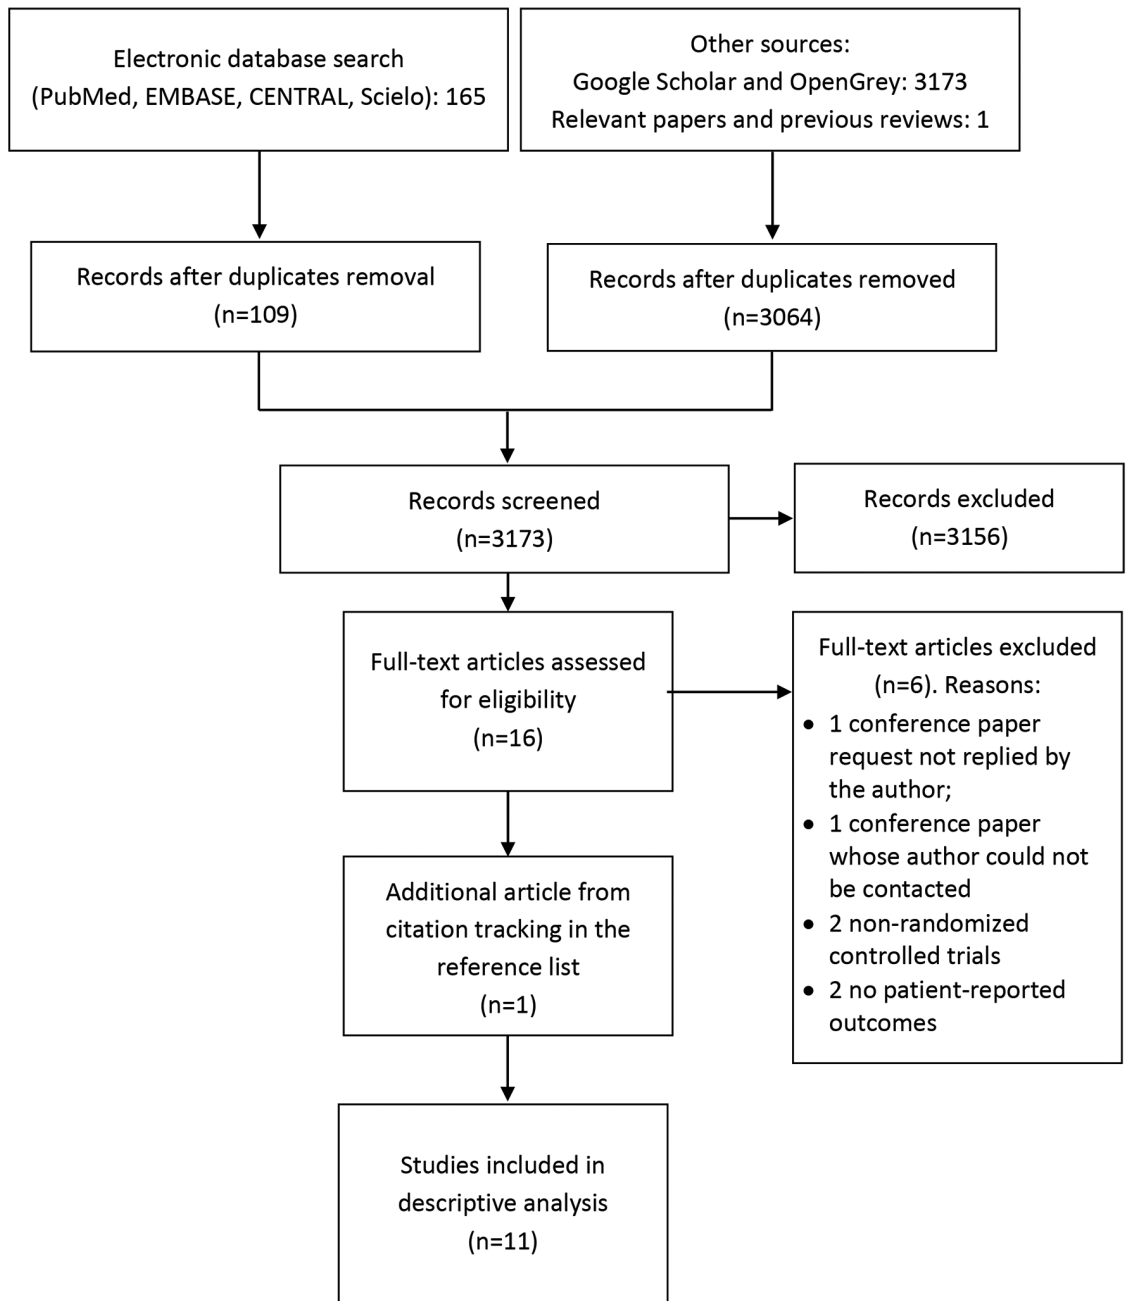 Electronic database search
(PubMed, EMBASE, CENTRAL, Scielo): 165
Other sources:
Google Scholar and OpenGrey: 3173
Relevant papers and previous reviews: 1
Records after duplicates removal
(n=109)
Records after duplicates removed
(n=3064)
Records screened
(n=3173)
Records excluded
(n=3156)
Full-text articles assessed
for eligibility
(n=16)
Full-text articles excluded
(n=6). Reasons:
• 1 conference paper
request not replied by
the author;
• 1 conference paper
whose author could not
be contacted
• 2 non-randomized
controlled trials
• 2 no patient-reported
outcomes
Additional article from
citation tracking in the
reference list
(n=1)
Studies included in
descriptive analysis
(n=11)